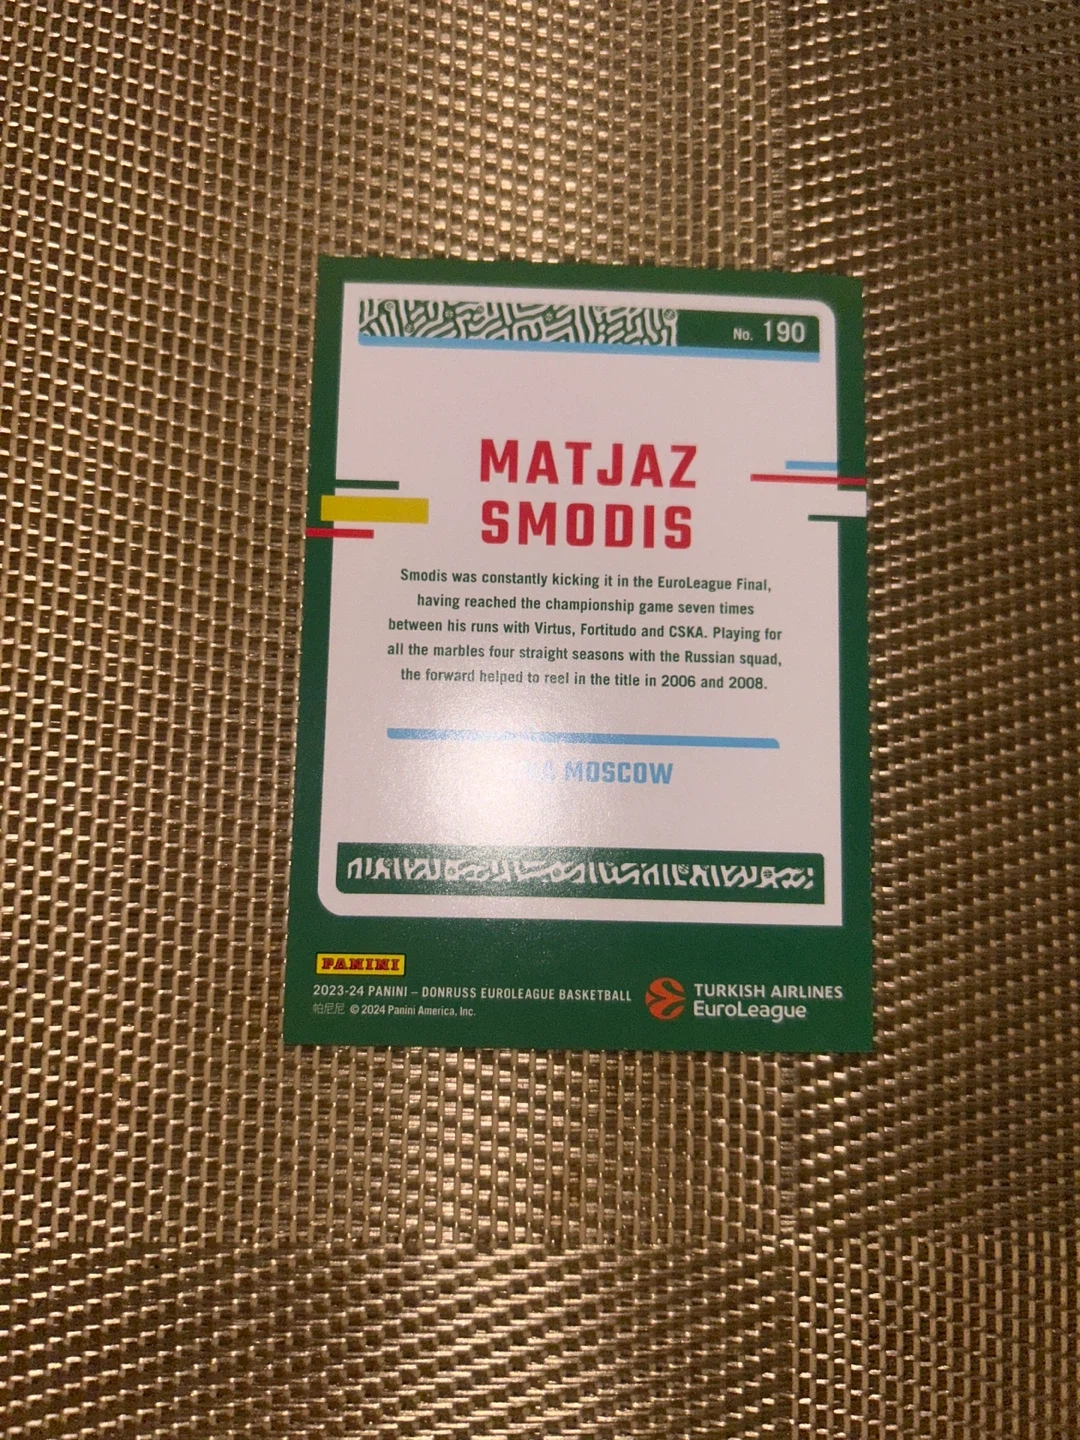 No. 190
MATJAZ
SMODIS
Smodis was constantly kicking it in the EuroLeague Final,
having reached the championship game seven times
between his runs with Virtus, Fortitudo and CSKA. Playing for
all the marbles four straight seasons with the Russian squad,
the forward helped to reel in the title in 2006 and 2008.
MOSCOW
PANINI
2023-24 PANINI – DONRUSS EUROLEAGUE BASKETBALL
帕尼尼 © 2024 Panini America, Inc.
TURKISH AIRLINES
EuroLeague